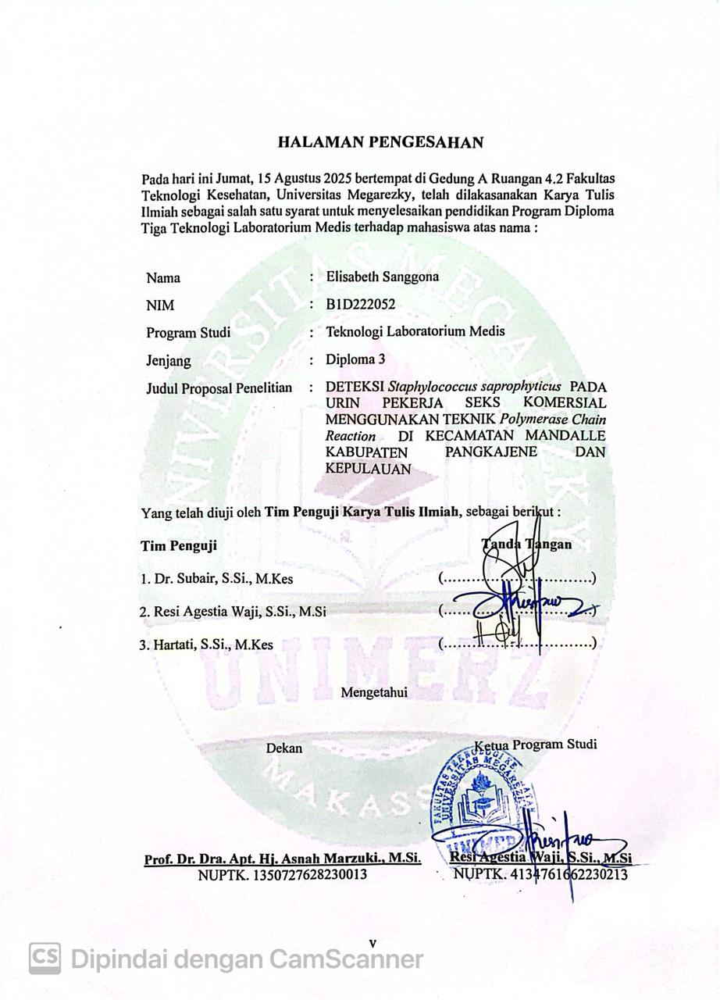 HALAMAN PENGESAHAN
Pada hari ini Jumat, 15 Agustus 2025 bertempat di Gedung A Ruangan 4.2 Fakultas
Teknologi Kesehatan, Universitas Megarezky, telah dilakasanakan Karya Tulis
Ilmiah sebagai salah satu syarat untuk menyelesaikan pendidikan Program Diploma
Tiga Teknologi Laboratorium Medis terhadap mahasiswa atas nama :
Nama : Elisabeth Sanggona
NIM : B1D222052
Program Studi : Teknologi Laboratorium Medis
Jenjang : Diploma 3
Judul Proposal Penelitian : DETEKSI Staphylococcus saprophyticus PADA
URIN PEKERJA SEKS KOMERSIAL
MENGGUNAKAN TEKNIK Polymerase Chain
Reaction DI KECAMATAN MANDALLE
KABUPATEN PANGKAJENE DAN
KEPULAUAN
Yang telah diuji oleh Tim Penguji Karya Tulis Ilmiah, sebagai berikut :
Tim Penguji Tanda Tangan
1. Dr. Subair, S.Si., M.Kes (....................................)
2. Resi Agestia Waji, S.Si., M.Si (....................................)
3. Hartati, S.Si., M.Kes (....................................)
Mengetahui
Dekan Ketua Program Studi
Prof. Dr. Dra. Apt. Hj. Asnah Marzuki., M.Si. Resi Agestia Waji, S.Si., M.Si
NUPTK. 1350727628230013 NUPTK. 4134761662230213
v
UNIVERSITAS MEGAREZKY
UNIMERZ
MAKASS
UNIVERSITAS MEGAREZKY
UNIMERZ
CS Dipindai dengan CamScanner